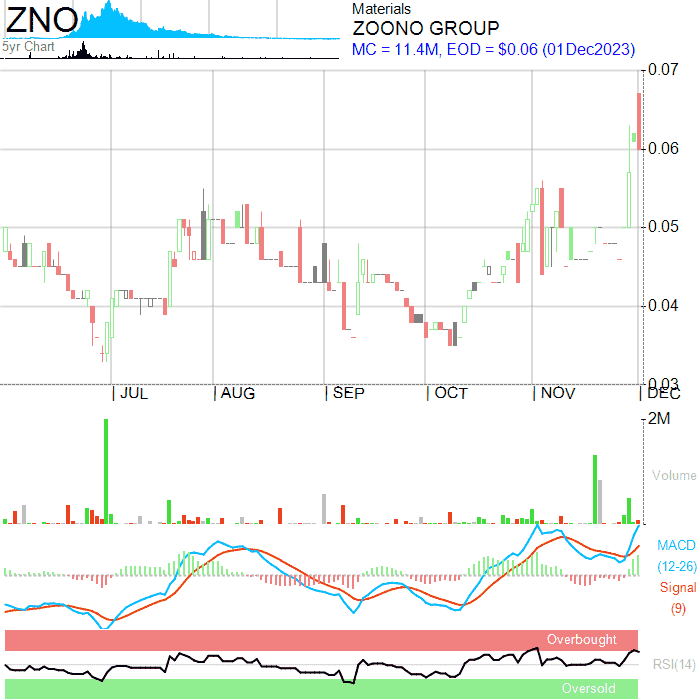 ZNO
5yr Chart
Materials
ZOONO GROUP
MC = 11.4M, EOD = $0.06 (01Dec2023)
0.07
0.06
0.05
0.04
0.03
| JUL | AUG | SEP | OCT | NOV | DEC
2M
Volume
MACD
(12-26)
Signal
(9)
Overbought
RSI(14)
Oversold